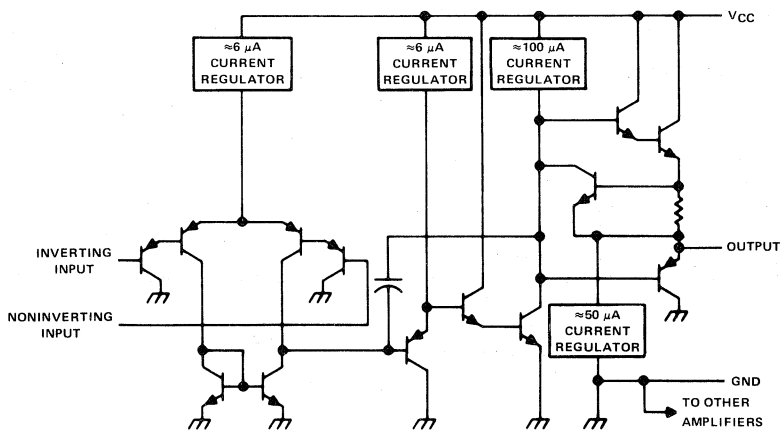 VCC
≈6 μA
CURRENT
REGULATOR
≈6 μA
CURRENT
REGULATOR
≈100 μA
CURRENT
REGULATOR
INVERTING
INPUT
OUTPUT
NONINVERTING
INPUT
≈50 μA
CURRENT
REGULATOR
GND
TO OTHER
AMPLIFIERS